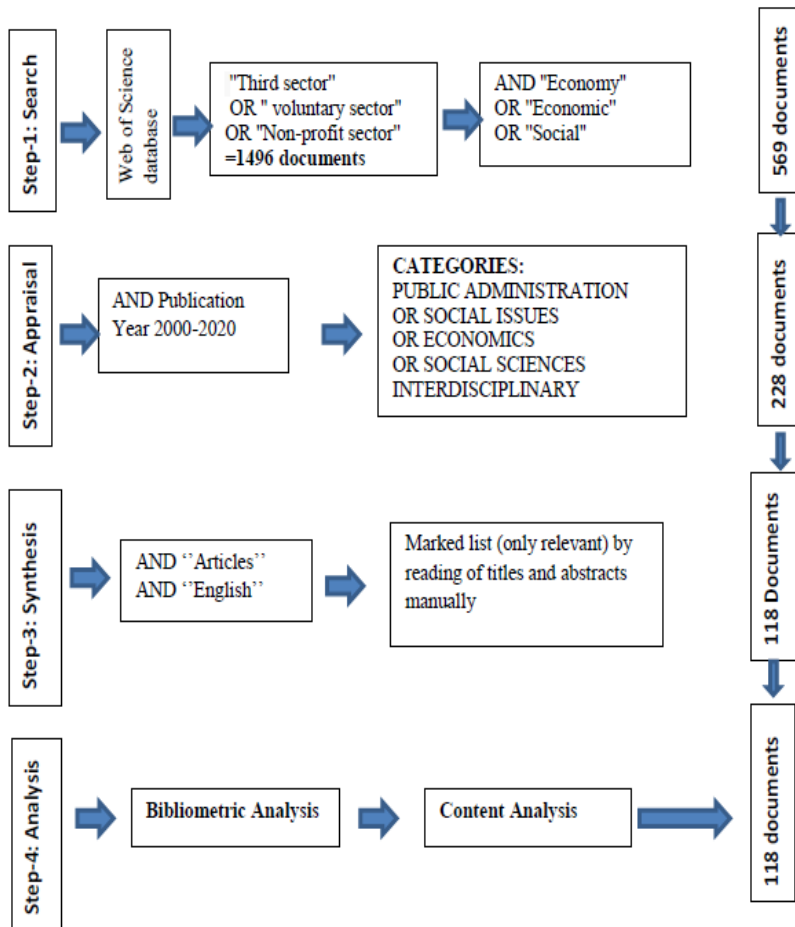 Step-1: Search
Web of Science
database
"Third sector"
OR " voluntary sector"
OR "Non-profit sector"
=1496 documents
AND "Economy"
OR "Economic"
OR "Social"
569 documents
Step-2: Appraisal
AND Publication
Year 2000-2020
CATEGORIES:
PUBLIC ADMINISTRATION
OR SOCIAL ISSUES
OR ECONOMICS
OR SOCIAL SCIENCES
INTERDISCIPLINARY
228 documents
Step-3: Synthesis
AND ‘’Articles’’
AND ‘’English’’
Marked list (only relevant) by
reading of titles and abstracts
manually
118 Documents
Step-4: Analysis
Bibliometric Analysis
Content Analysis
118 documents